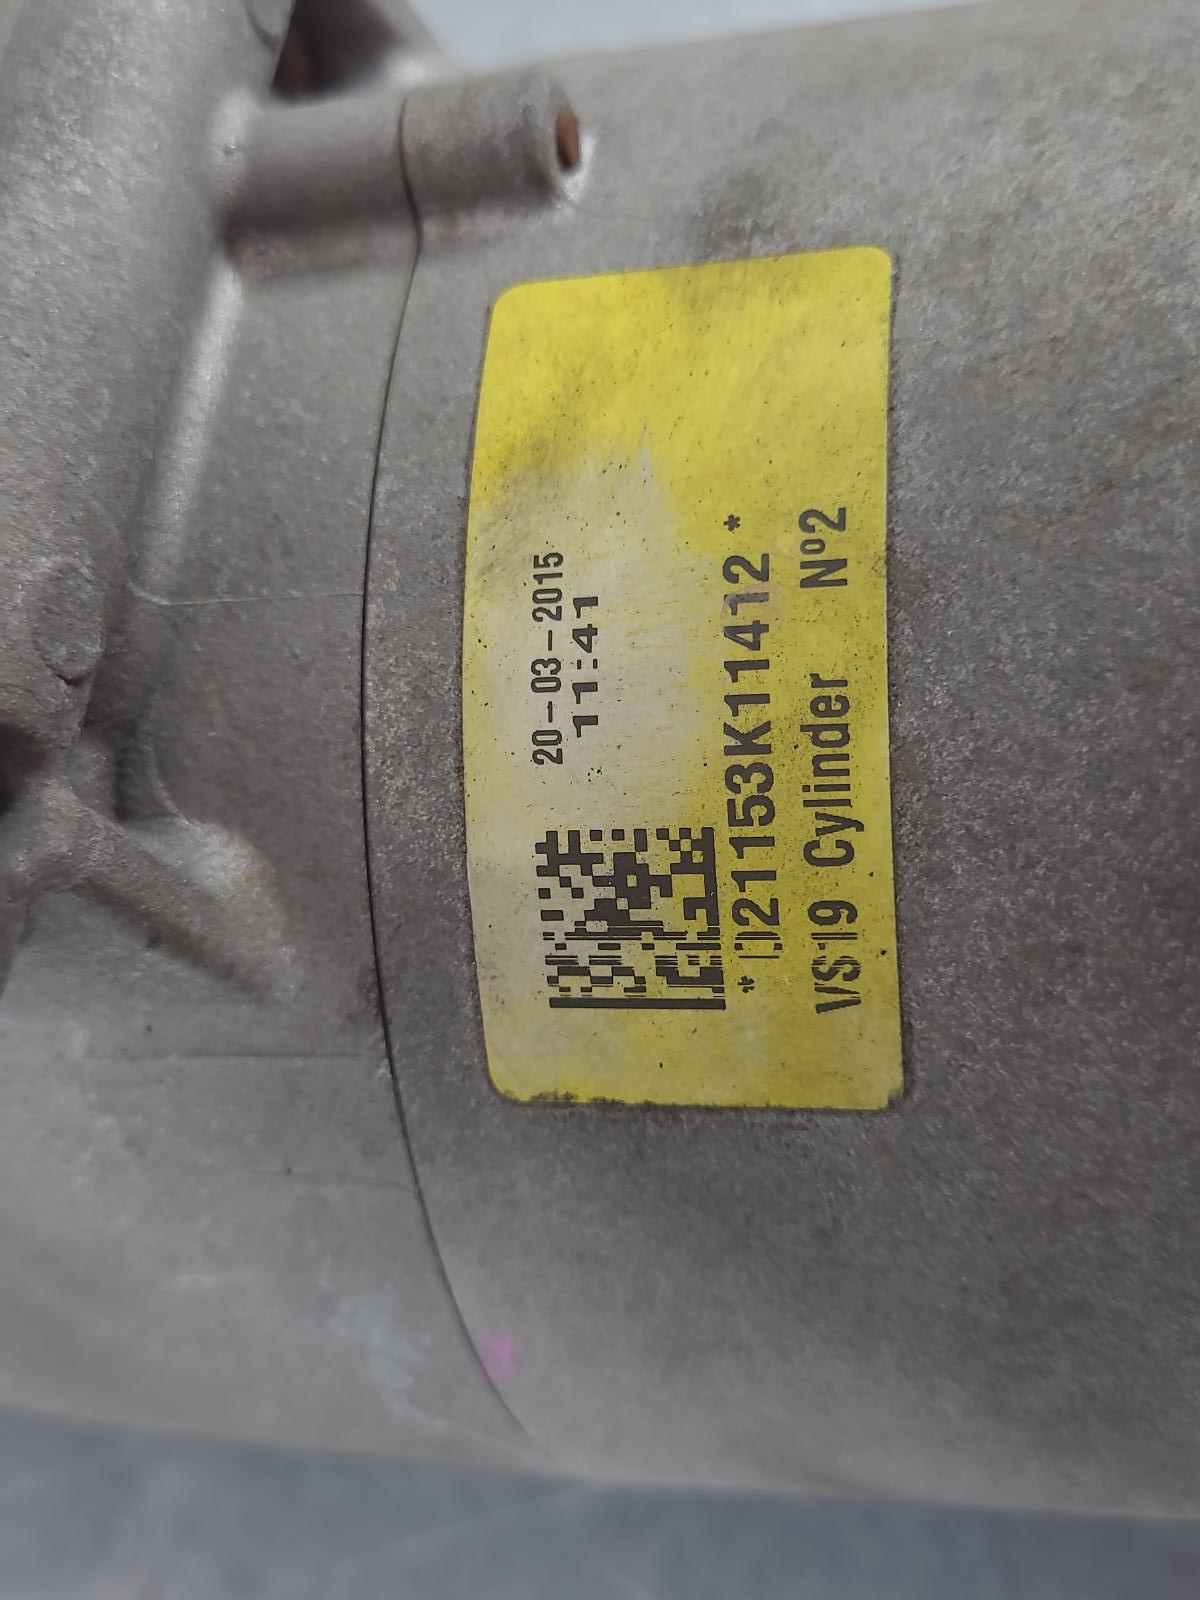 20-03-2015
11:41
*D21153K11412*
VS19 Cylinder Nº2